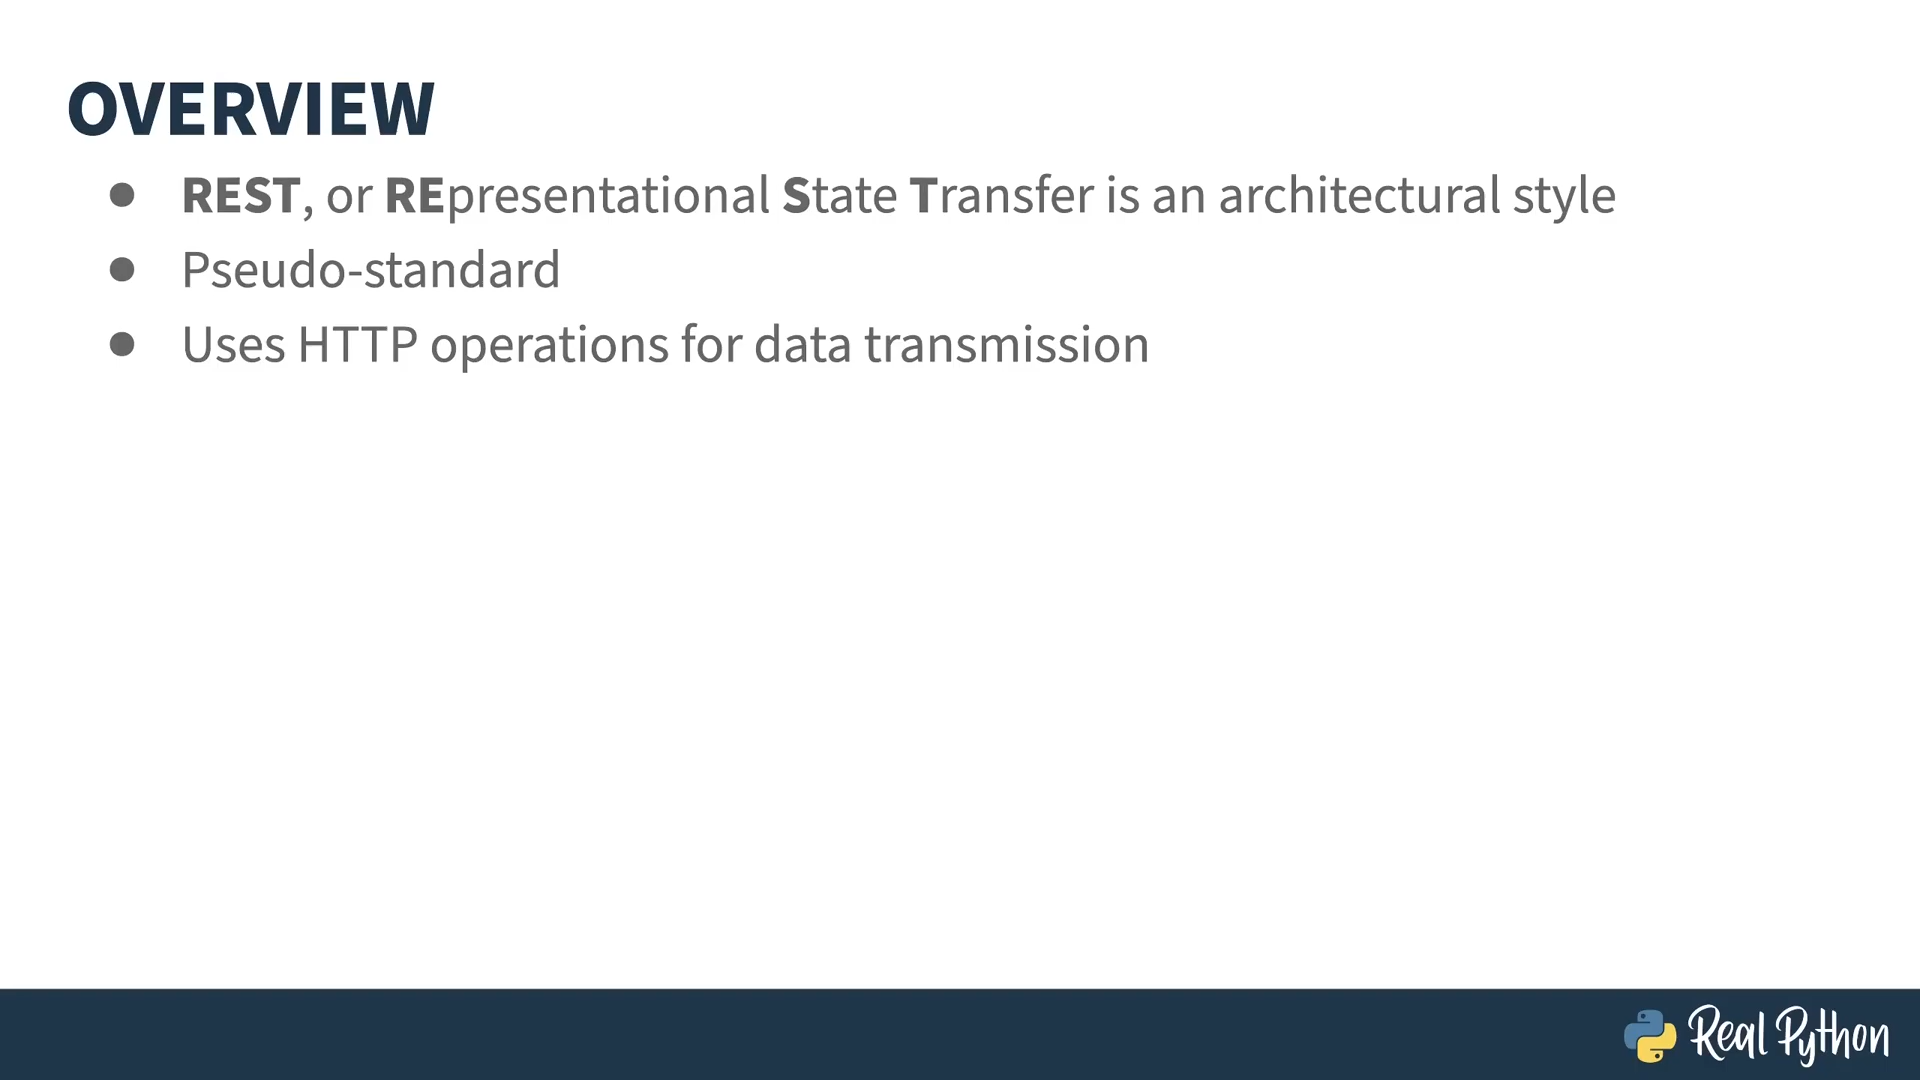 OVERVIEW
● REST, or REpresentational State Transfer is an architectural style
● Pseudo-standard
● Uses HTTP operations for data transmission
Real Python